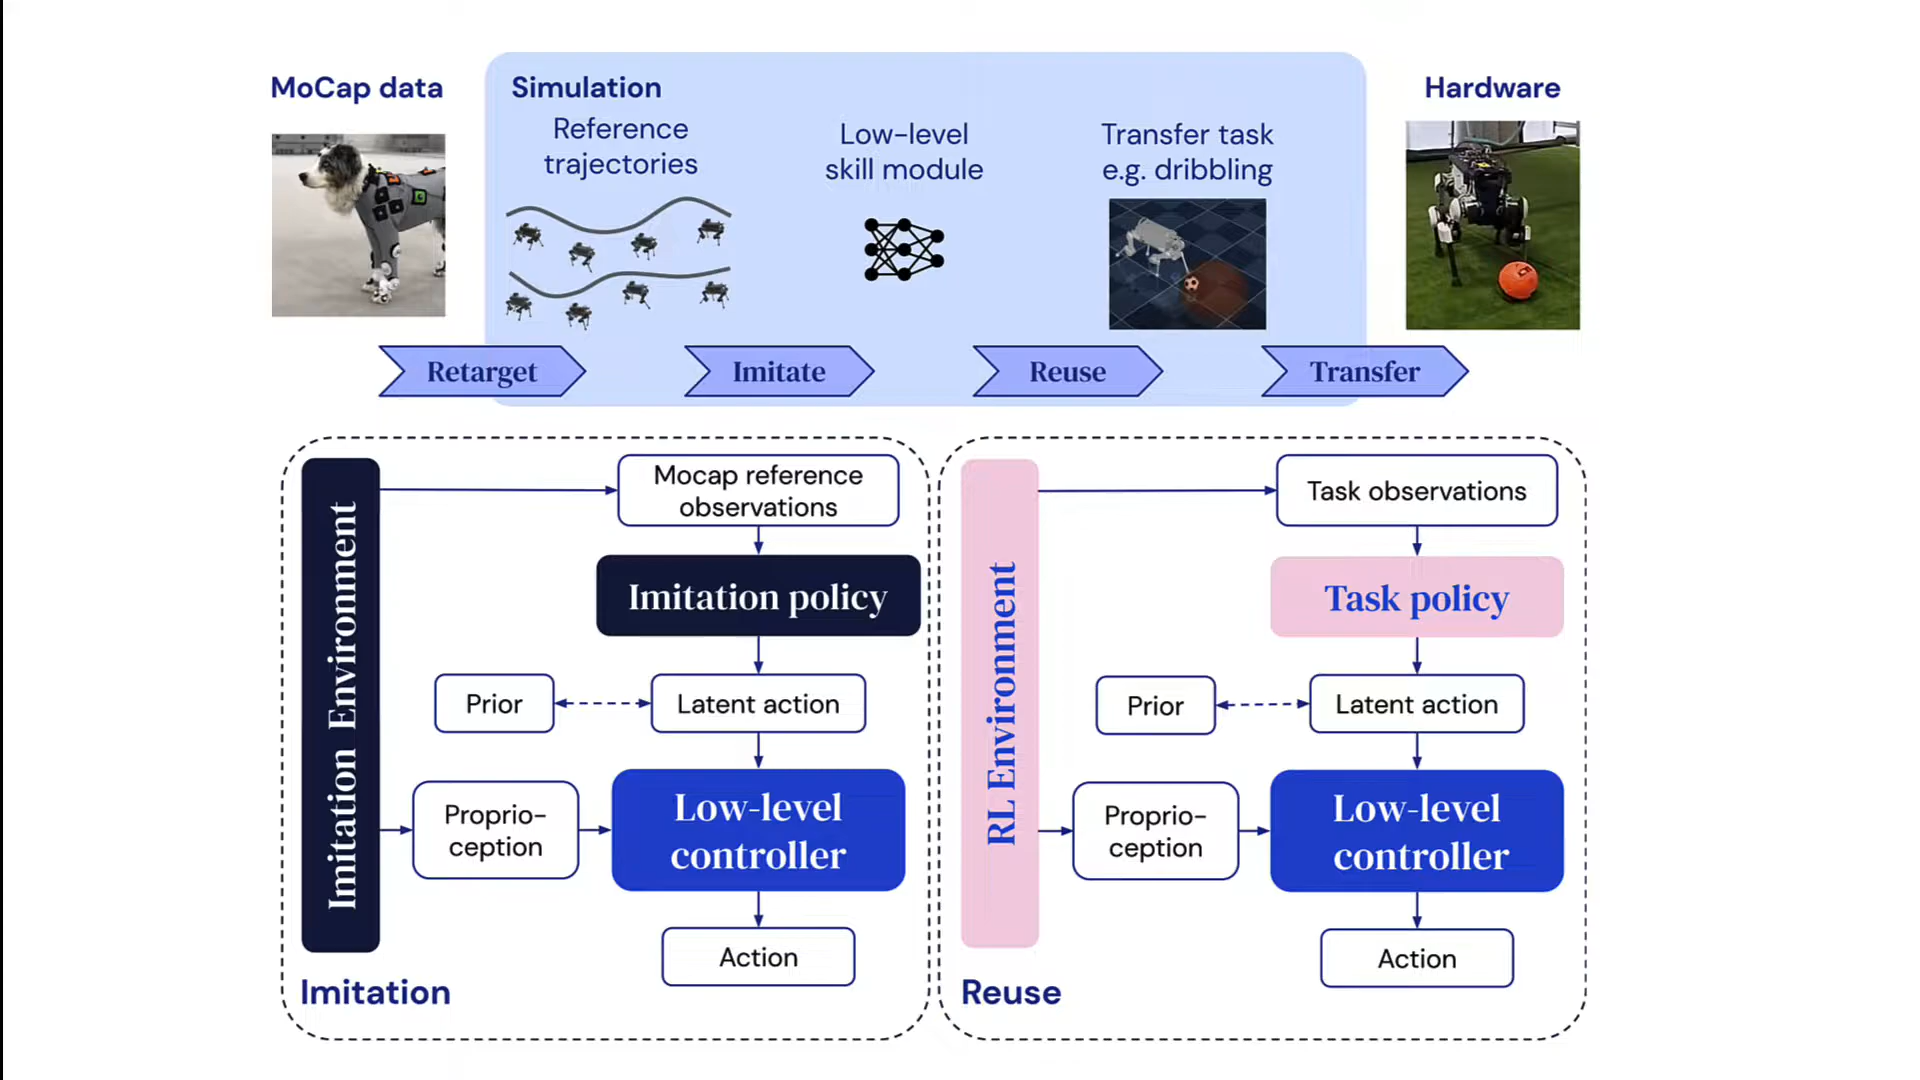 MoCap data
Simulation
Hardware
Reference
trajectories
Low-level
skill module
Transfer task
e.g. dribbling
Retarget
Imitate
Reuse
Transfer
Imitation Environment
Mocap reference
observations
Imitation policy
Prior
Latent action
Proprio-
ception
Low-level
controller
Action
Imitation
RL Environment
Task observations
Task policy
Prior
Latent action
Proprio-
ception
Low-level
controller
Action
Reuse